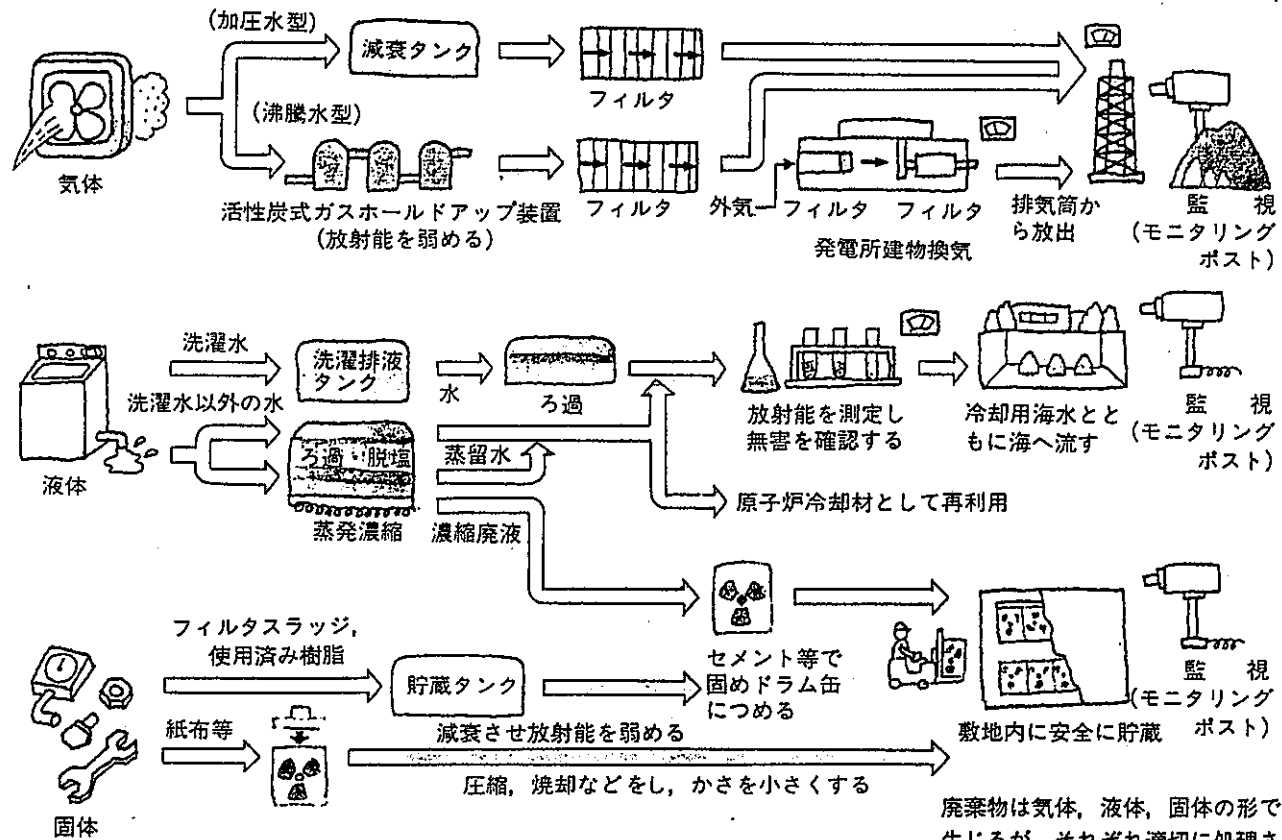 (加圧水型)
減衰タンク
フィルタ
(沸騰水型)
気体
活性炭式ガスホールドアップ装置
(放射能を弱める)
フィルタ
外気
フィルタ
フィルタ
発電所建物換気
排気筒か
ら放出
監視
(モニタリング
ポスト)
洗濯水
洗濯排液
タンク
水
ろ過
洗濯水以外の水
液体
ろ過・脱塩
蒸留水
蒸発濃縮
濃縮廃液
放射能を測定し
無害を確認する
冷却用海水とと
もに海へ流す
監視
(モニタリング
ポスト)
原子炉冷却材として再利用
フィルタスラッジ,
使用済み樹脂
貯蔵タンク
減衰させ放射能を弱める
セメント等で
固めドラム缶
につめる
敷地内に安全に貯蔵
監視
(モニタリング
ポスト)
紙布等
圧縮,焼却などをし,かさを小さくする
固体
廃棄物は気体,液体,固体の形で
生じるが,それぞれ適切に処理さ